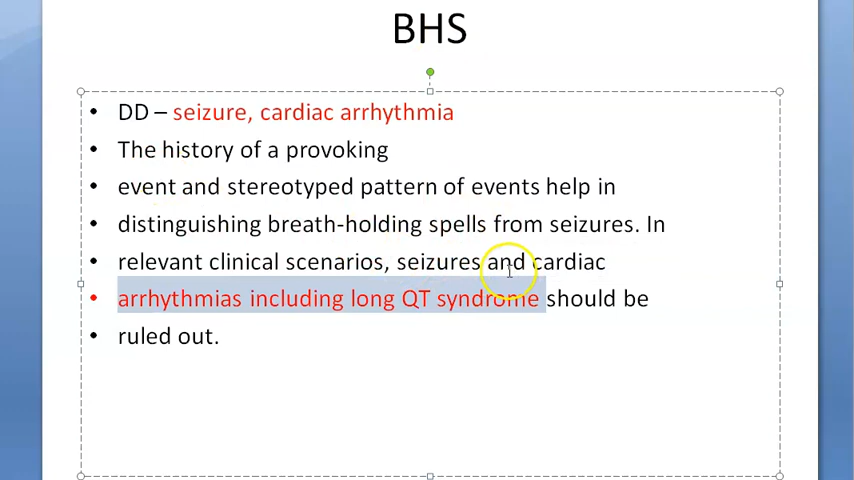 BHS
• DD – seizure, cardiac arrhythmia
• The history of a provoking
• event and stereotyped pattern of events help in
• distinguishing breath-holding spells from seizures. In
• relevant clinical scenarios, seizures and cardiac
• arrhythmias including long QT syndrome should be
• ruled out.